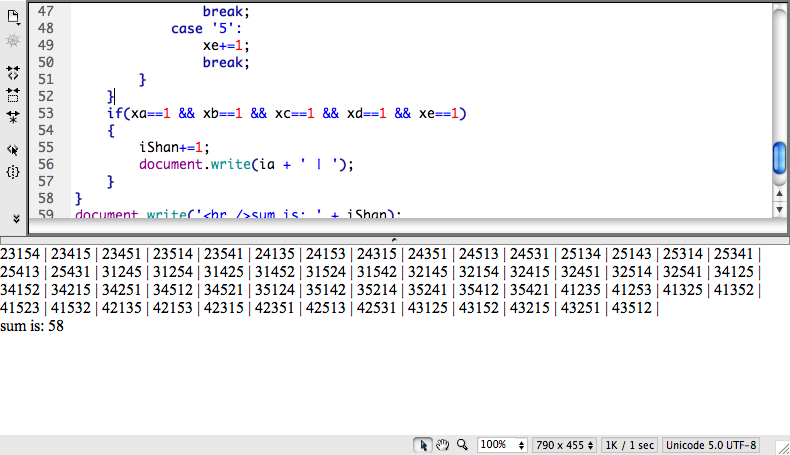 47 break;
48 case '5':
49 xe+=1;
50 break;
51 }
52 }
53 if(xa==1 && xb==1 && xc==1 && xd==1 && xe==1)
54 {
55 iShan+=1;
56 document.write(ia + ' | ');
57 }
58 }
59 document.write('<br />sum is: ' + iShan);
23154 | 23415 | 23451 | 23514 | 23541 | 24135 | 24153 | 24315 | 24351 | 24513 | 24531 | 25134 | 25143 | 25314 | 25341 |
25413 | 25431 | 31245 | 31254 | 31425 | 31452 | 31524 | 31542 | 32145 | 32154 | 32415 | 32451 | 32514 | 32541 | 34125 |
34152 | 34215 | 34251 | 34512 | 34521 | 35124 | 35142 | 35214 | 35241 | 35412 | 35421 | 41235 | 41253 | 41325 | 41352 |
41523 | 41532 | 42135 | 42153 | 42315 | 42351 | 42513 | 42531 | 43125 | 43152 | 43215 | 43251 | 43512 |
sum is: 58
100% 790 x 455 1K / 1 sec Unicode 5.0 UTF-8